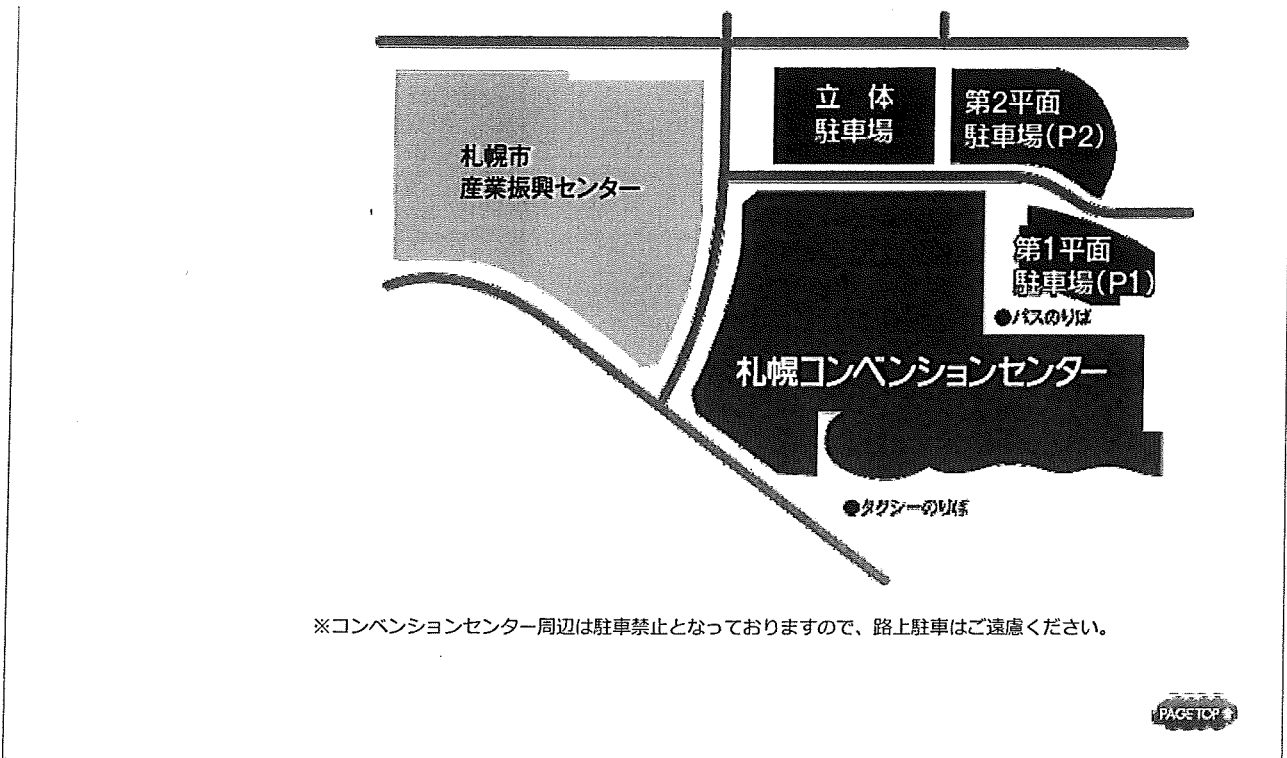 立 体
駐車場
第2平面
駐車場(P2)
札幌市
産業振興センター
第1平面
駐車場(P1)
●バスのりば
札幌コンベンションセンター
●タクシーのりば
※コンベンションセンター周辺は駐車禁止となっておりますので、路上駐車はご遠慮ください。
PAGE TOP